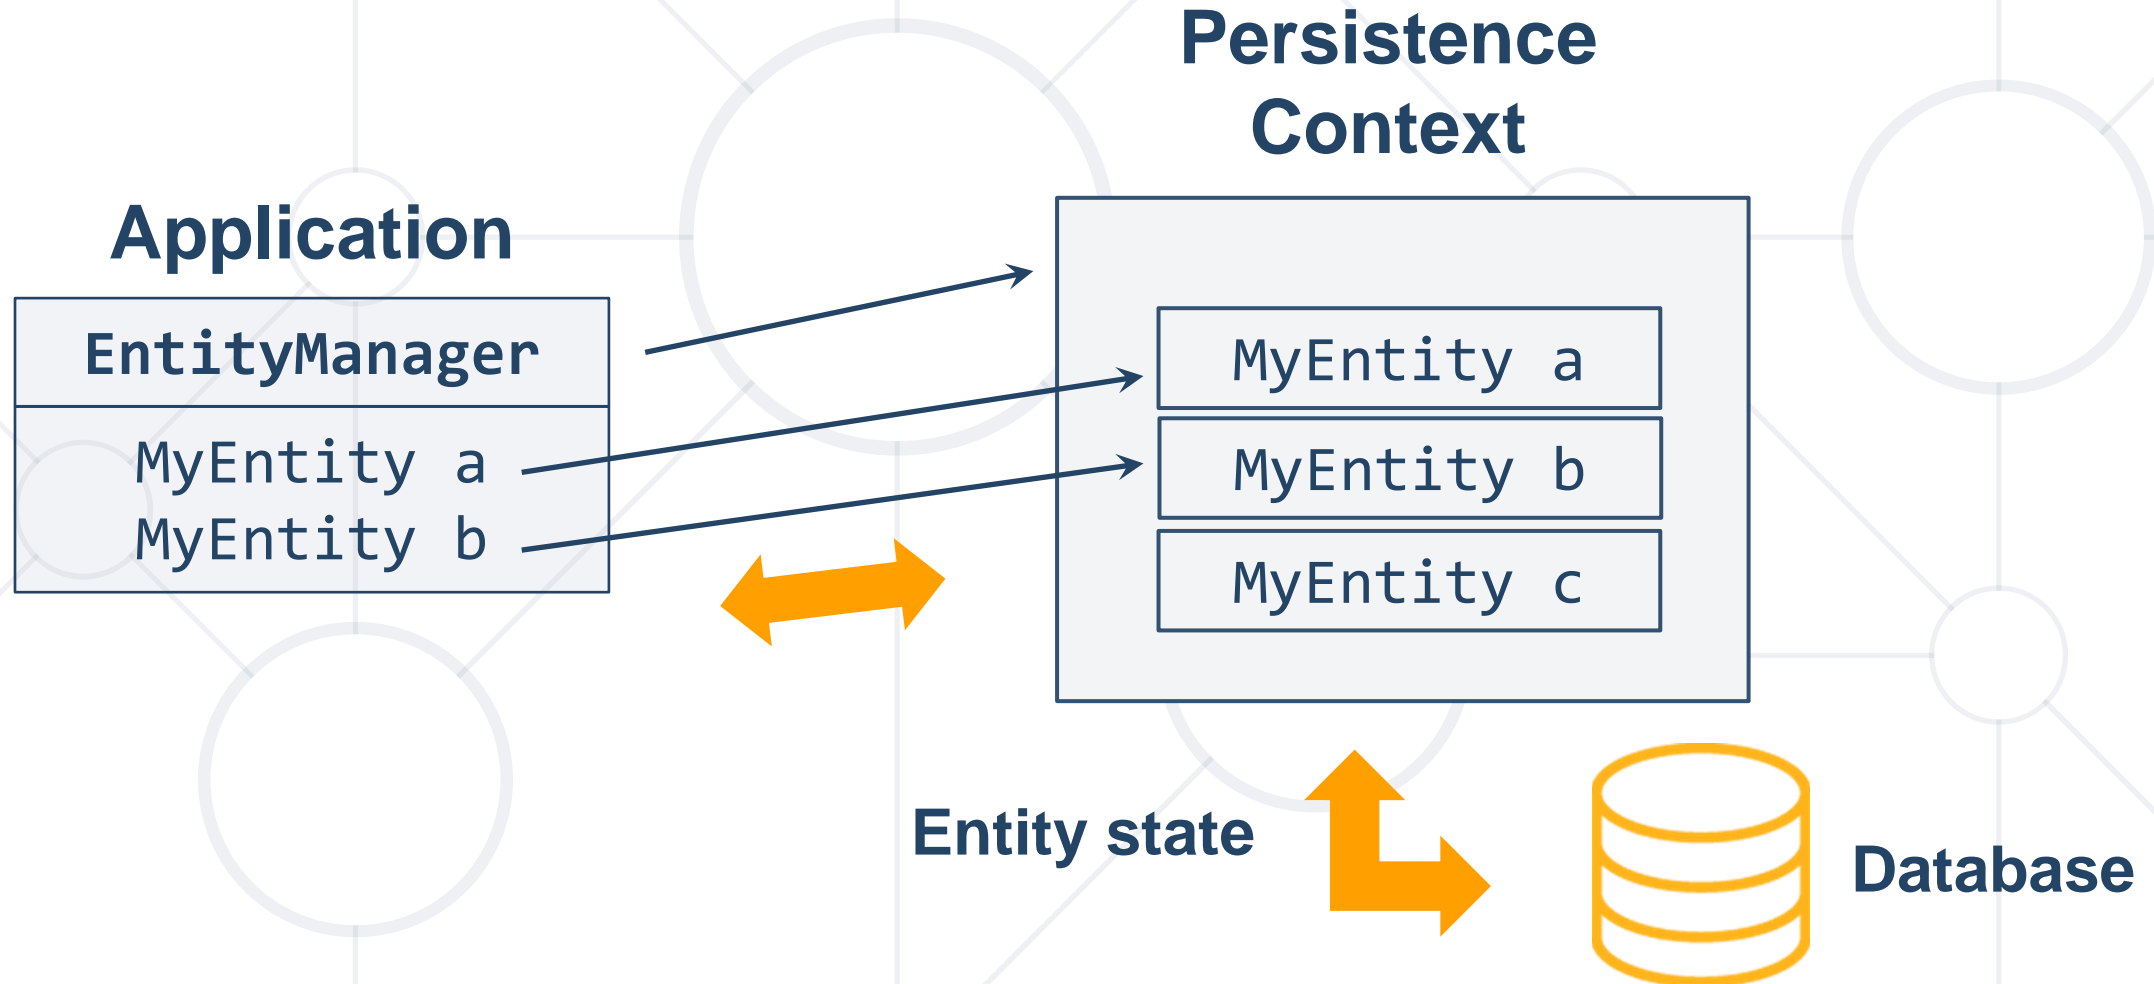 Persistence
Context
Application
EntityManager
MyEntity a
MyEntity b
MyEntity a
MyEntity b
MyEntity c
Entity state
Database